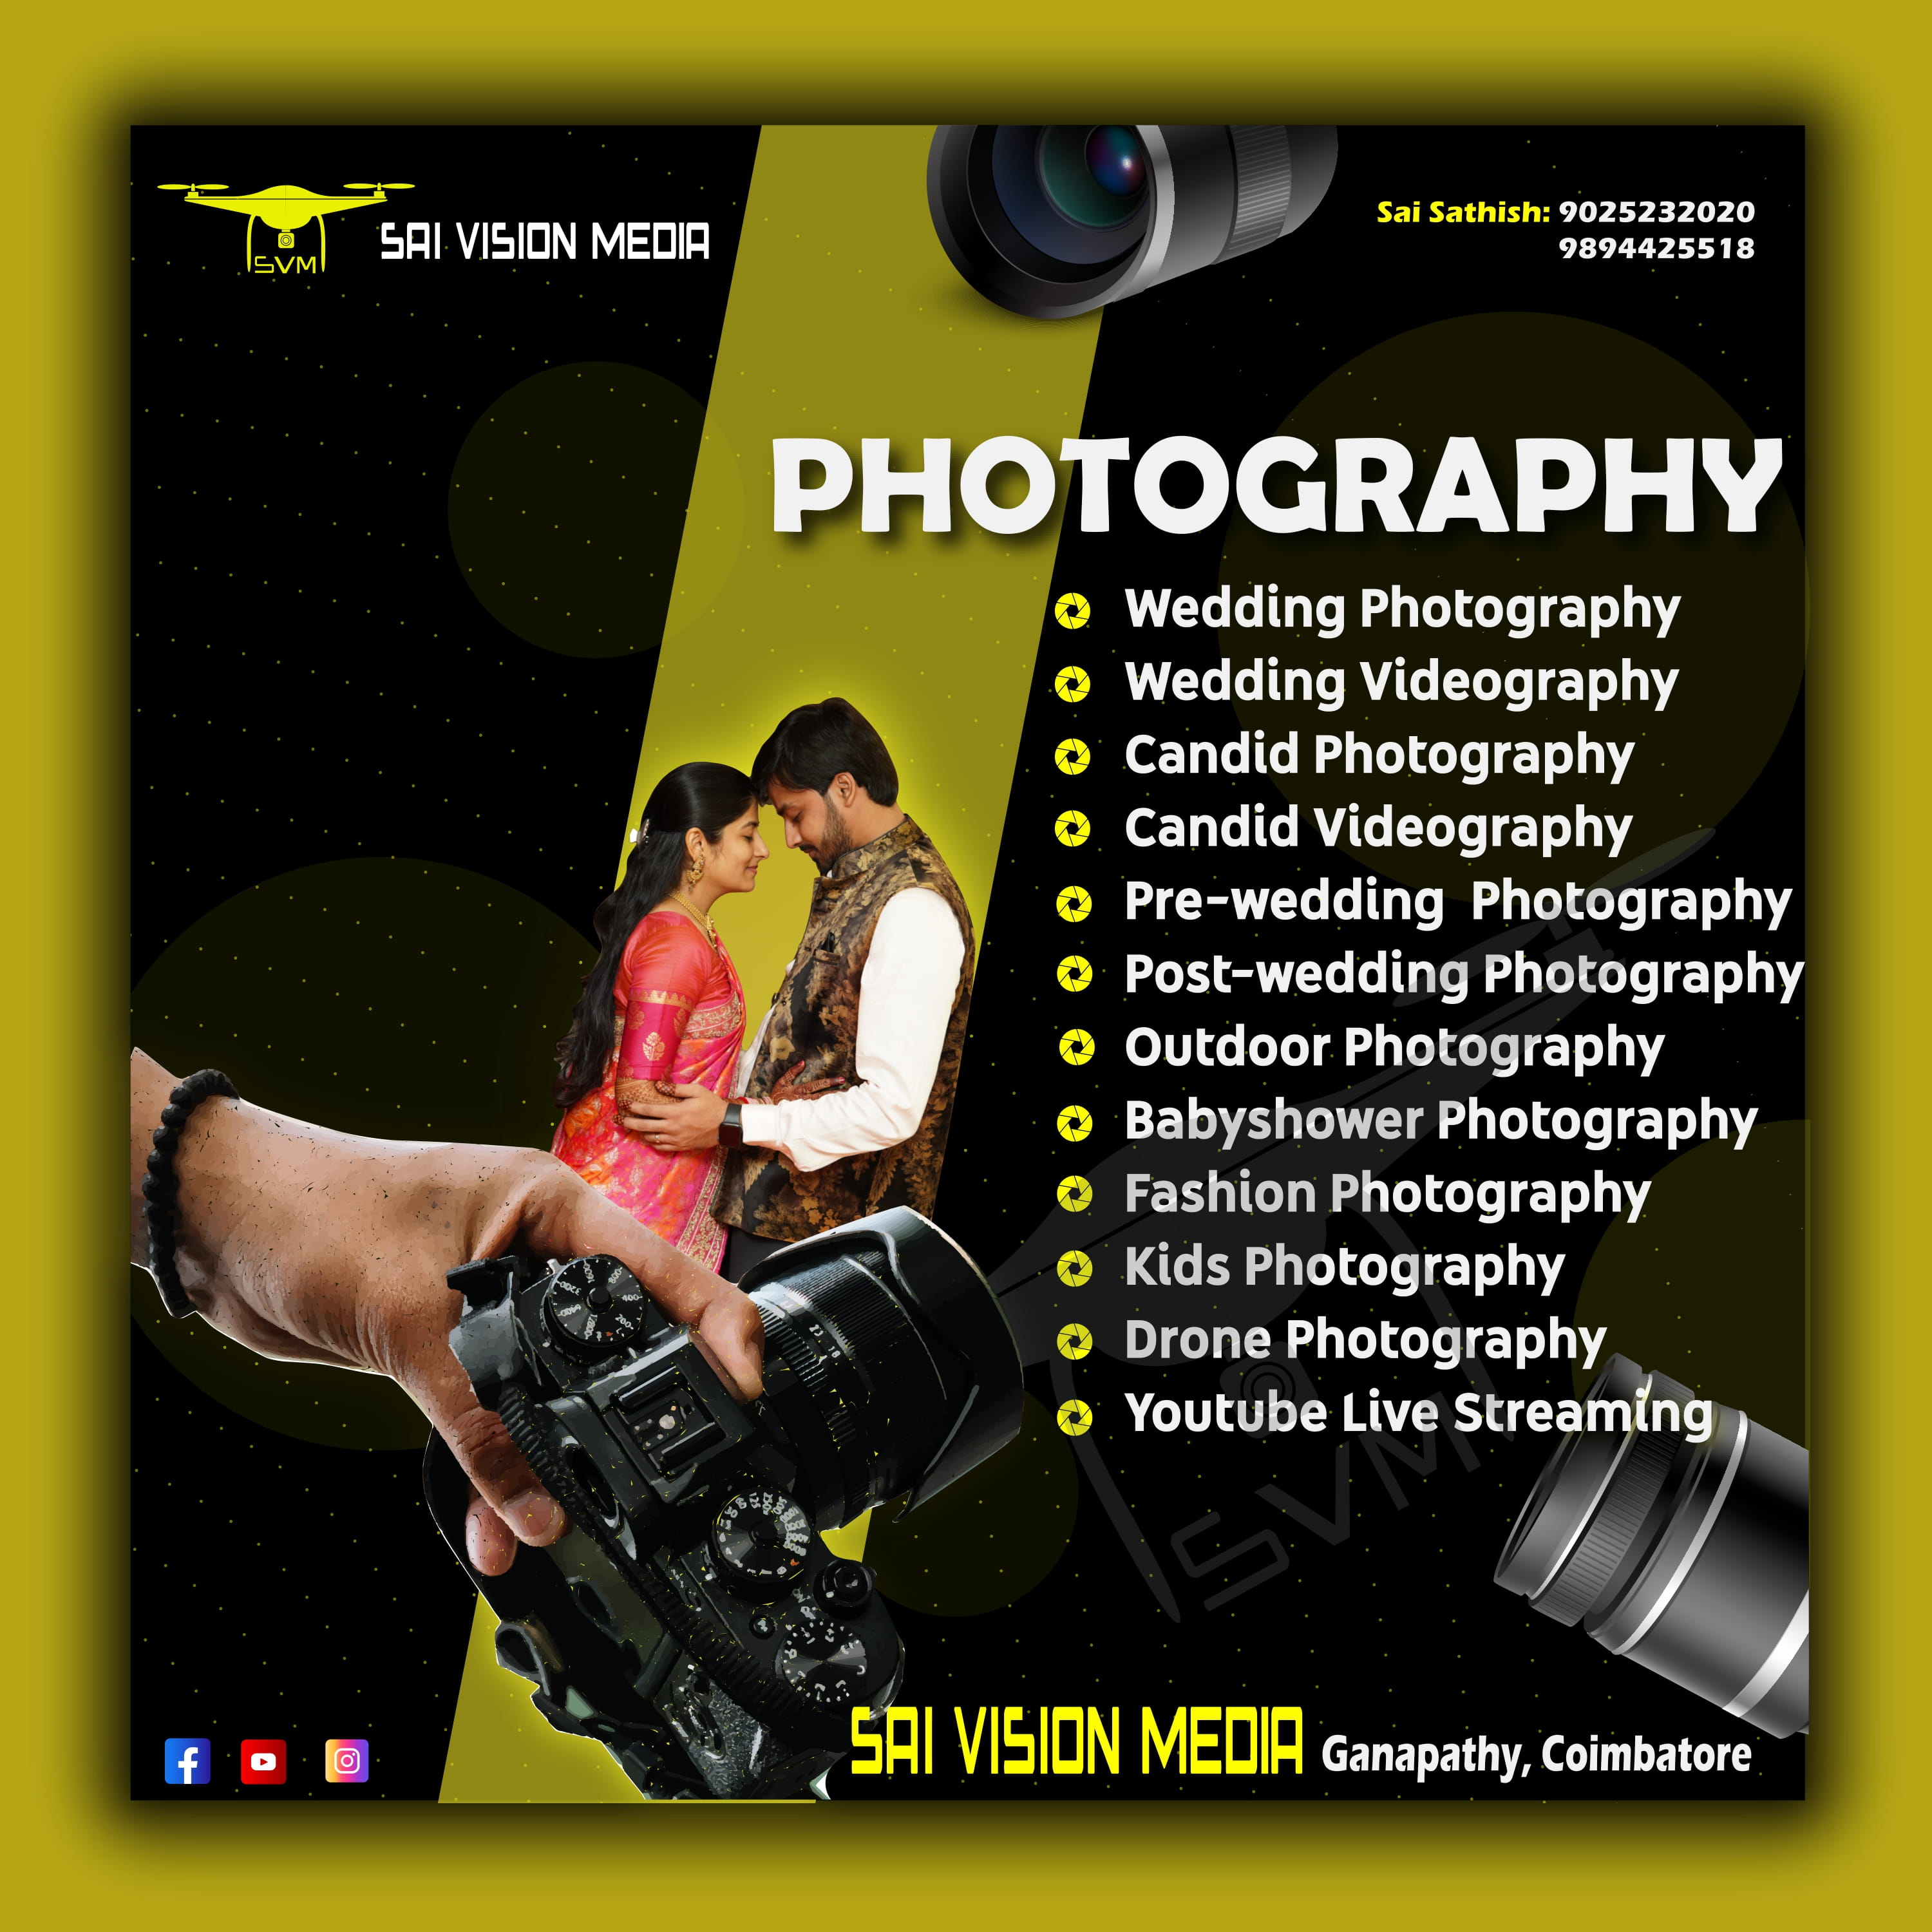 SVM
SAI VISION MEDIA
Sai Sathish: 9025232020
9894425518
PHOTOGRAPHY
Wedding Photography
Wedding Videography
Candid Photography
Candid Videography
Pre-wedding Photography
Post-wedding Photography
Outdoor Photography
Babyshower Photography
Fashion Photography
Kids Photography
Drone Photography
Youtube Live Streaming
SVM
SAI VISION MEDIA Ganapathy, Coimbatore